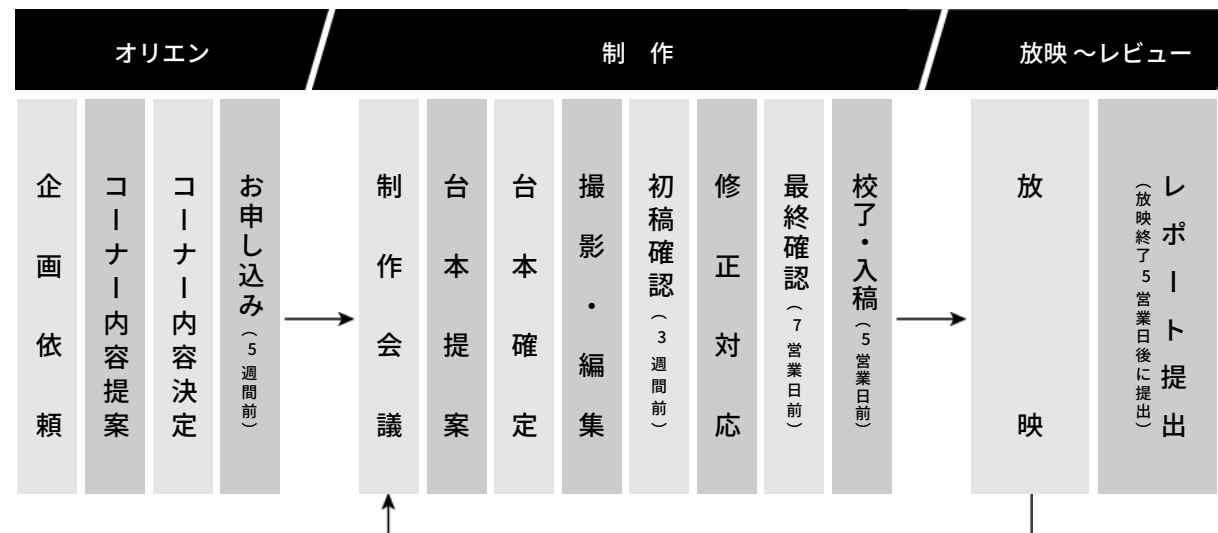 オリエン
制 作
放映 ～レビュー
企画依頼
コーナー内容提案
コーナー内容決定
お申し込み（5週間前）
制作会議
台本提案
台本確定
撮影・編集
初稿確認（3週間前）
修正対応
最終確認（7営業日前）
校了・入稿（5営業日前）
放映
レポート提出
（放映終了5営業日後に提出）